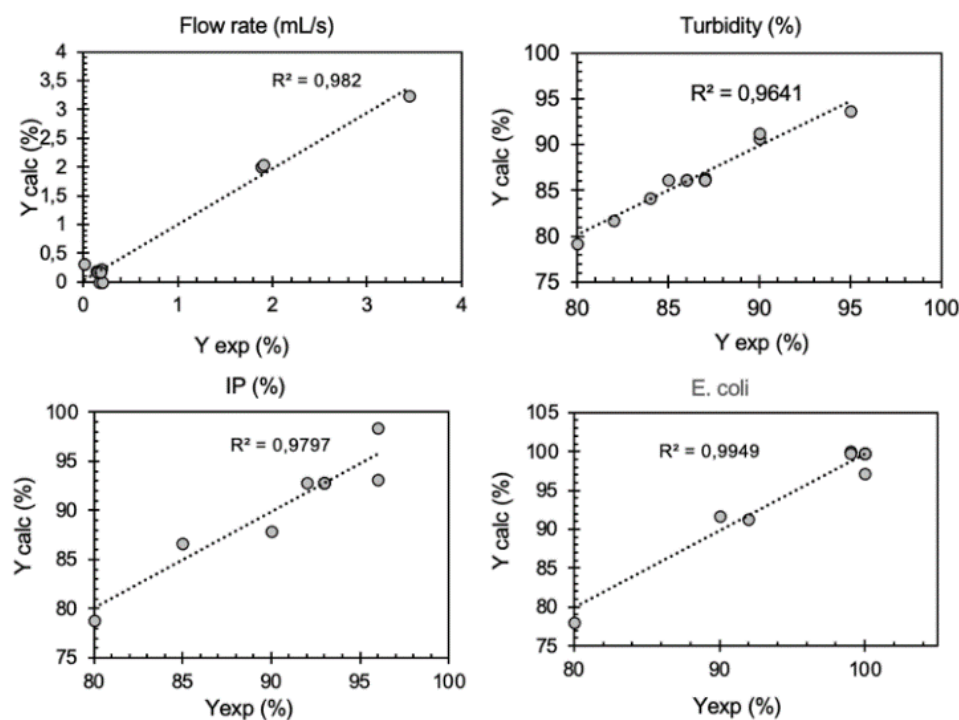 Flow rate (mL/s)
4
3,5
3
2,5
2
1,5
1
0,5
0
Y calc (%)
R² = 0,982
0 1 2 3 4
Y exp (%)
Turbidity (%)
100
95
90
85
80
75
Y calc (%)
R² = 0,9641
80 85 90 95 100
Y exp (%)
IP (%)
100
95
90
85
80
75
Y calc (%)
R² = 0,9797
80 85 90 95 100
Yexp (%)
E. coli
105
100
95
90
85
80
75
Y calc (%)
R² = 0,9949
80 90 100
Yexp (%)